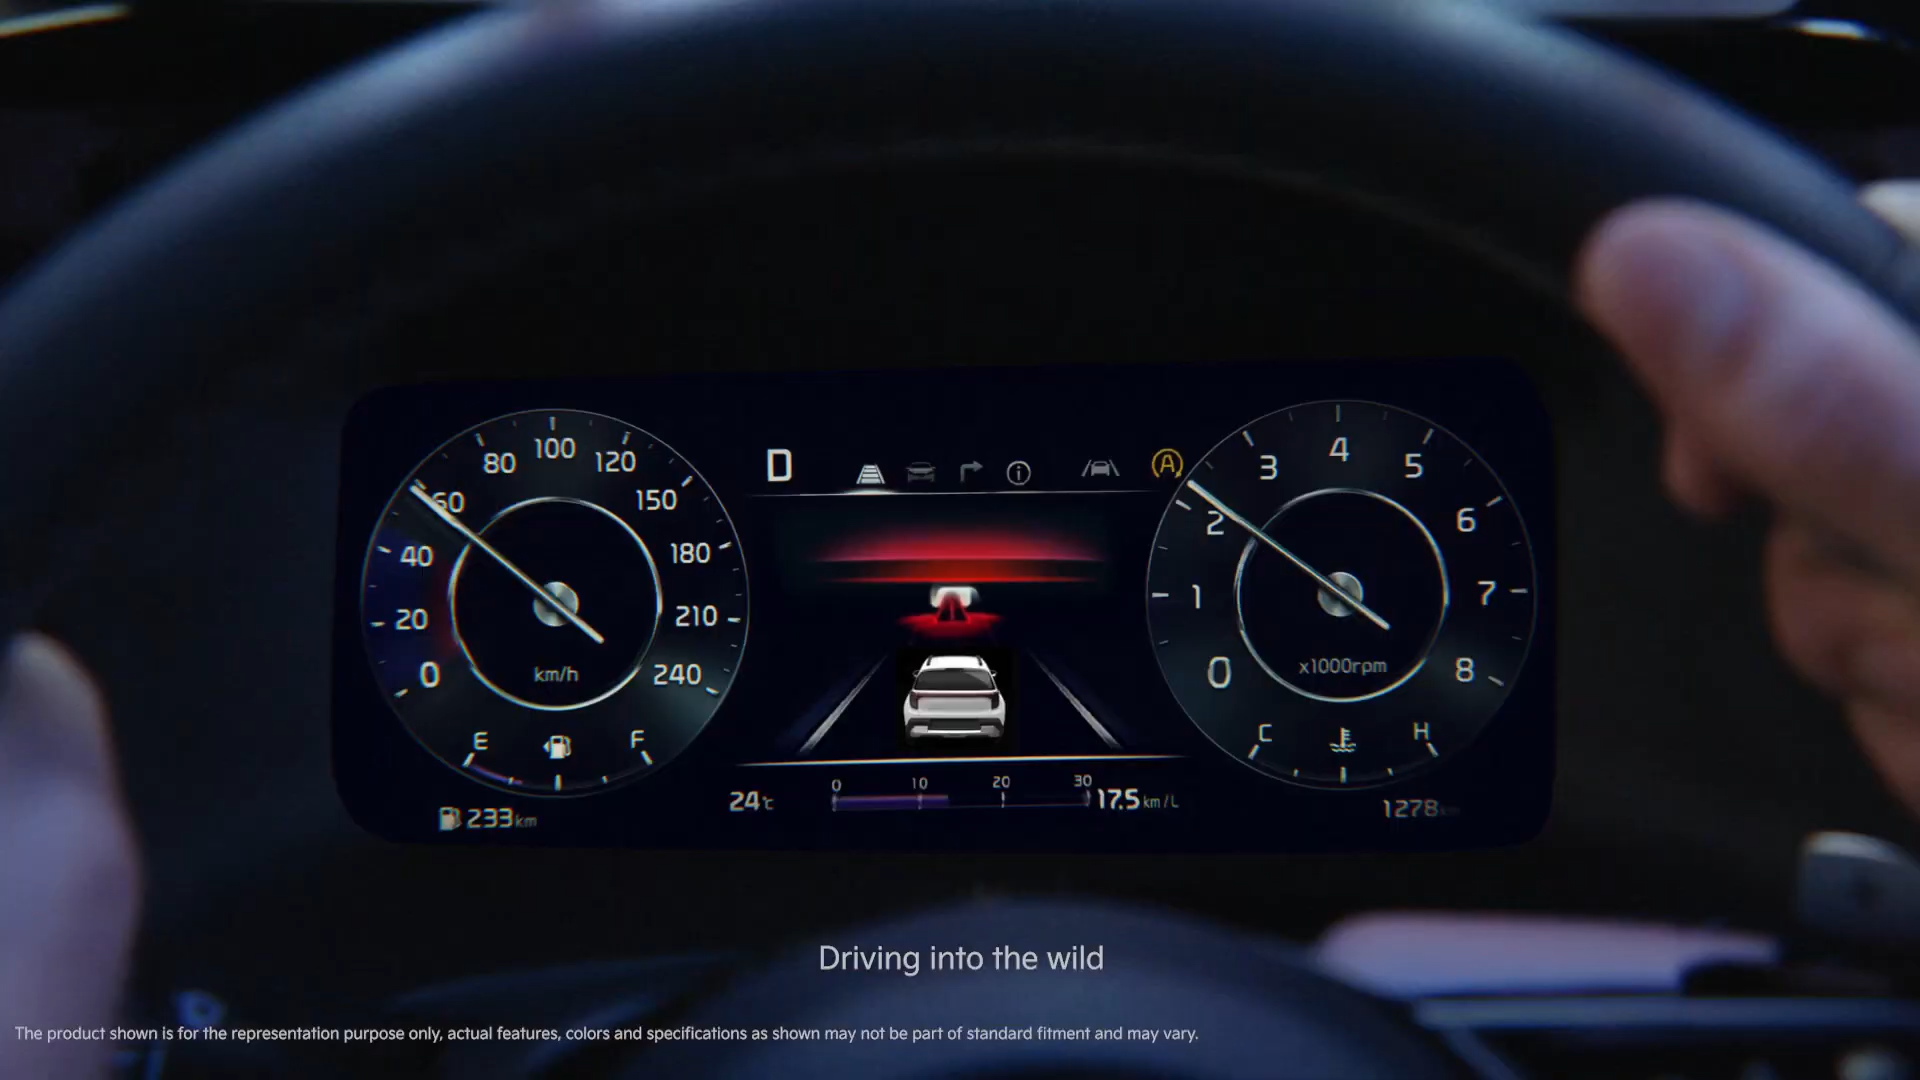 80 100 120
60 150
40 180
20 210
0 km/h 240
E F
233km
D
A
24°c
0 10 20 30
17.5 km/L
3 4 5
2 6
1 7
0 x1000rpm 8
C H
1278km
Driving into the wild
The product shown is for the representation purpose only, actual features, colors and specifications as shown may not be part of standard fitment and may vary.